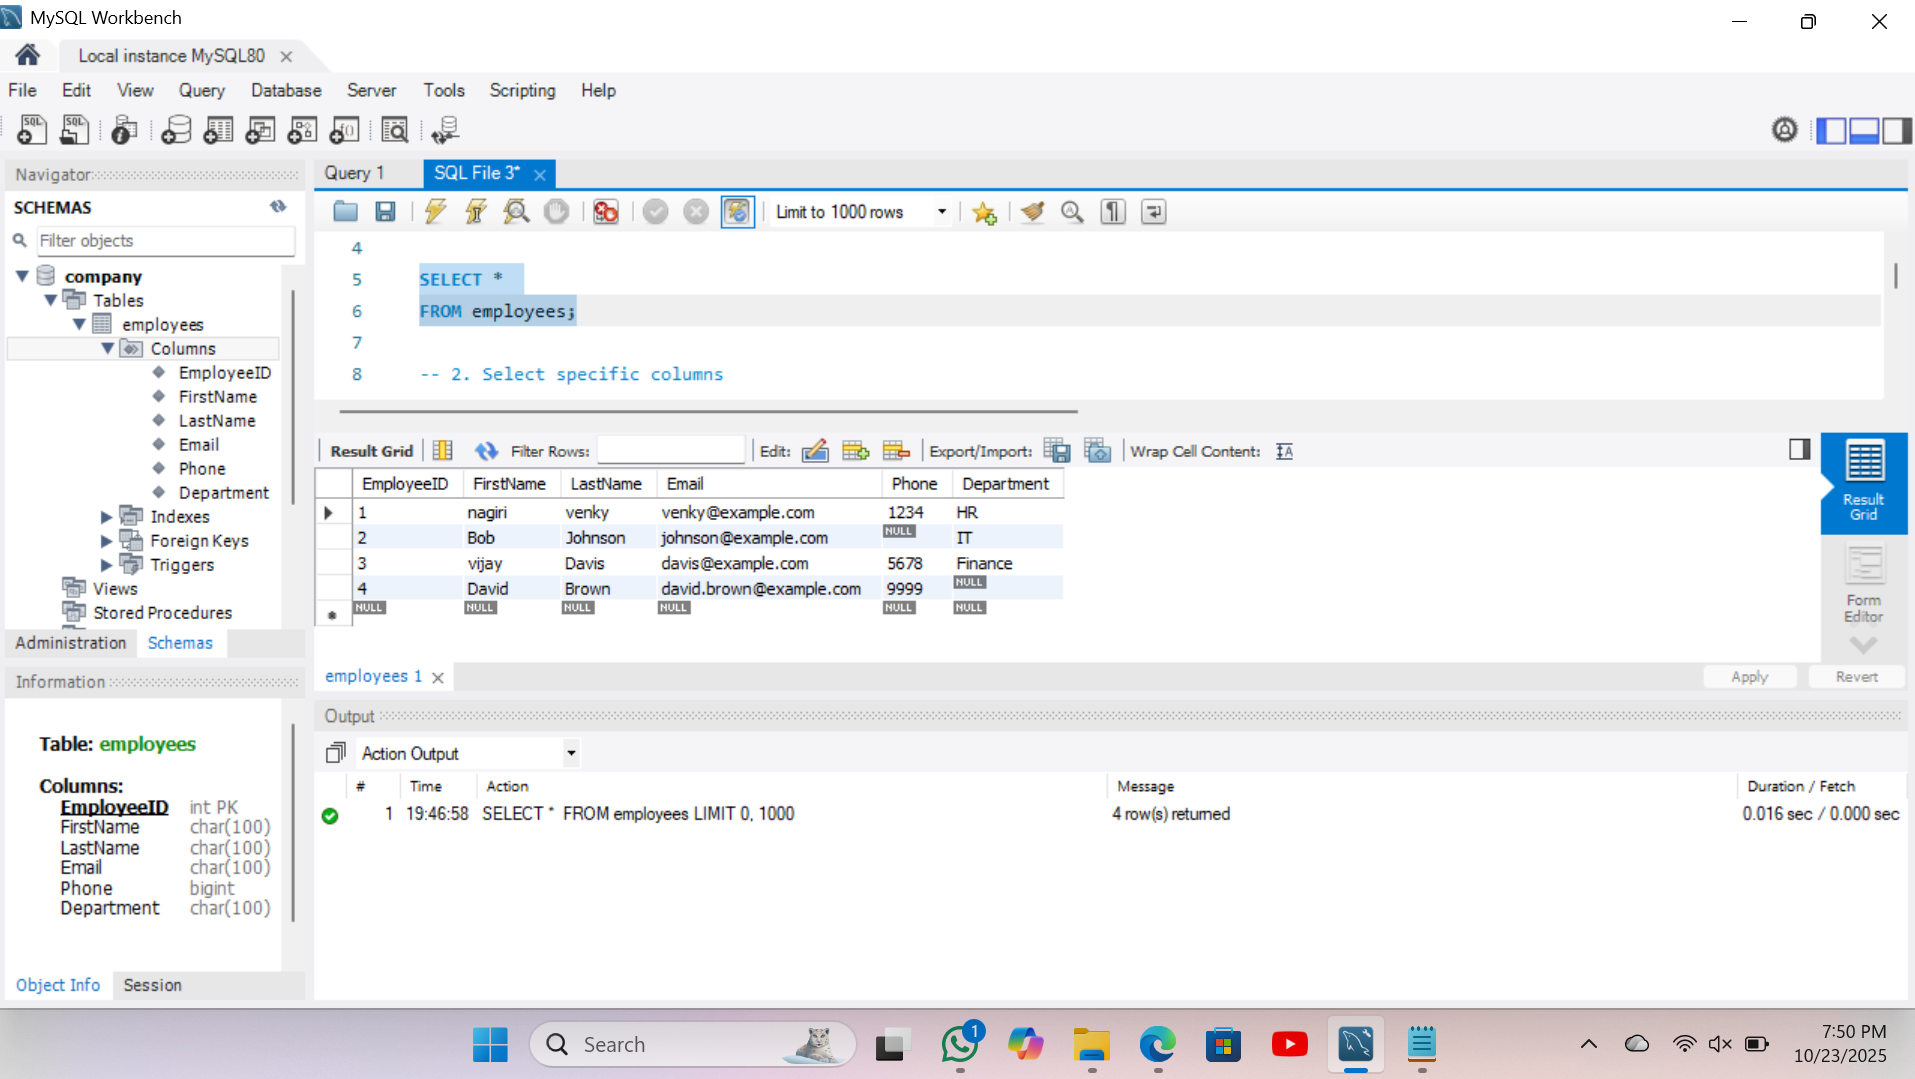 MySQL Workbench
Local instance MySQL80
File Edit View Query Database Server Tools Scripting Help
Navigator
SCHEMAS
Filter objects
company
Tables
employees
Columns
EmployeeID
FirstName
LastName
Email
Phone
Department
Indexes
Foreign Keys
Triggers
Views
Stored Procedures
Administration Schemas
Information
Table: employees
Columns:
EmployeeID int PK
FirstName char(100)
LastName char(100)
Email char(100)
Phone bigint
Department char(100)
Object Info Session
Query 1 SQL File 3*
Limit to 1000 rows
4
5 SELECT *
6 FROM employees;
7
8 -- 2. Select specific columns
Result Grid Filter Rows: Edit: Export/Import: Wrap Cell Content:
EmployeeID FirstName LastName Email Phone Department
1 nagiri venky venky@example.com 1234 HR
2 Bob Johnson johnson@example.com NULL IT
3 vijay Davis davis@example.com 5678 Finance
4 David Brown david.brown@example.com 9999 NULL
NULL NULL NULL NULL NULL NULL
Result
Grid
Form
Editor
employees 1
Apply Revert
Output
Action Output
# Time Action Message Duration / Fetch
1 19:46:58 SELECT * FROM employees LIMIT 0, 1000 4 row(s) returned 0.016 sec / 0.000 sec
Search
1
7:50 PM
10/23/2025